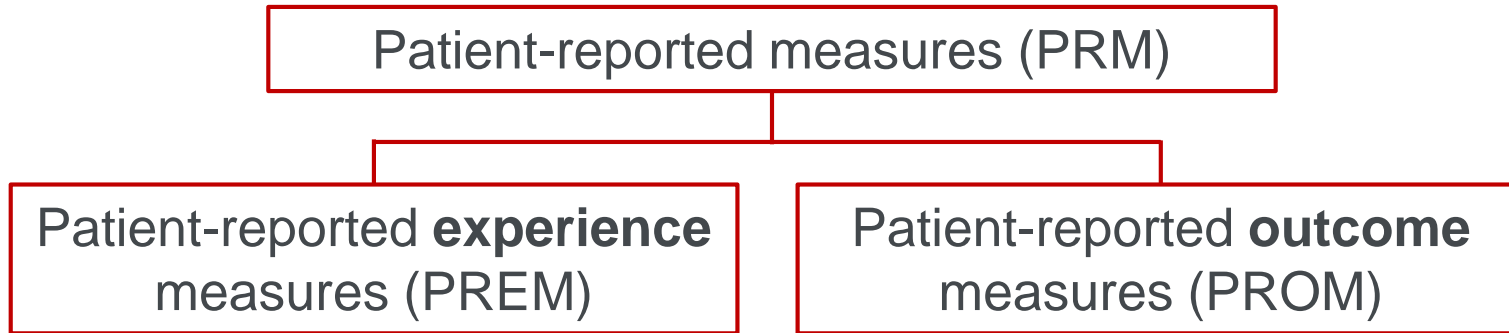 Patient-reported measures (PRM)
Patient-reported experience
measures (PREM)
Patient-reported outcome
measures (PROM)